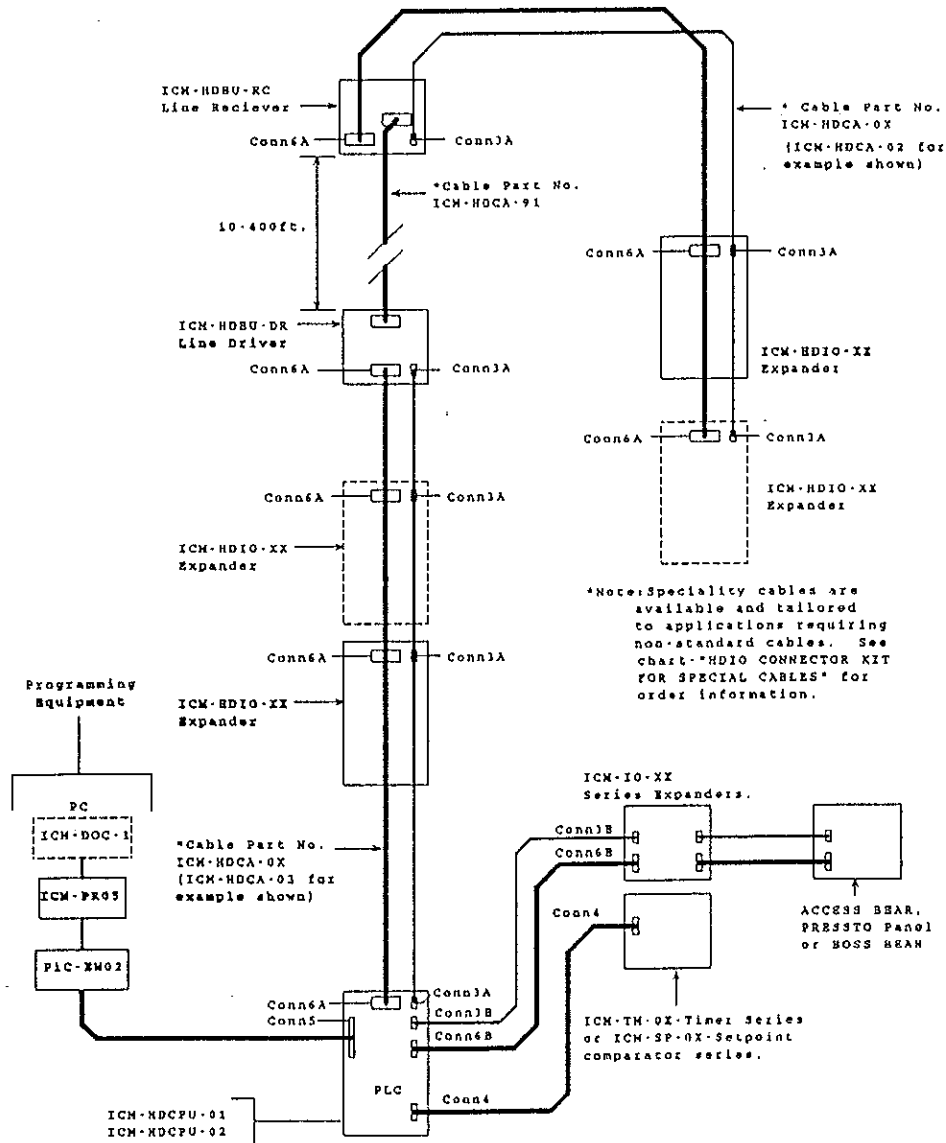 ICM-HDBU-RC
Line Reciever
Conn6A
Conn3A
* Cable Part No.
ICM-HDCA-0X
(ICM-HDCA-02 for
example shown)
*Cable Part No.
ICM-HDCA-91
10-400ft.
Conn6A
Conn3A
ICM-HDIO-XX
Expander
ICM-HDBU-DR
Line Driver
Conn6A
Conn3A
Conn6A
Conn3A
ICM-HDIO-XX
Expander
Conn6A
Conn3A
ICM-HDIO-XX
Expander
*Note:Speciality cables are
available and tailored
to applications requiring
non-standard cables. See
chart-"HDIO CONNECTOR KIT
FOR SPECIAL CABLES" for
order information.
Conn6A
Conn3A
ICM-HDIO-XX
Expander
Programming
Equipment
PC
ICM-DOC-1
ICM-PR05
PIC-EW02
*Cable Part No.
ICM-HDCA-0X
(ICM-HDCA-03 for
example shown)
ICM-IO-XX
Series Expanders.
Conn3B
Conn6B
ACCESS BEAR,
PRESSTO Panel
or BOSS BEAR
Conn4
ICM-TM-0X-Timer Series
or ICM-SP-0X-Setpoint
comparator series.
Conn6A
Conn5
Conn3A
Conn3B
Conn6B
PLC
Conn4
ICM-HDCPU-01
ICM-HDCPU-02